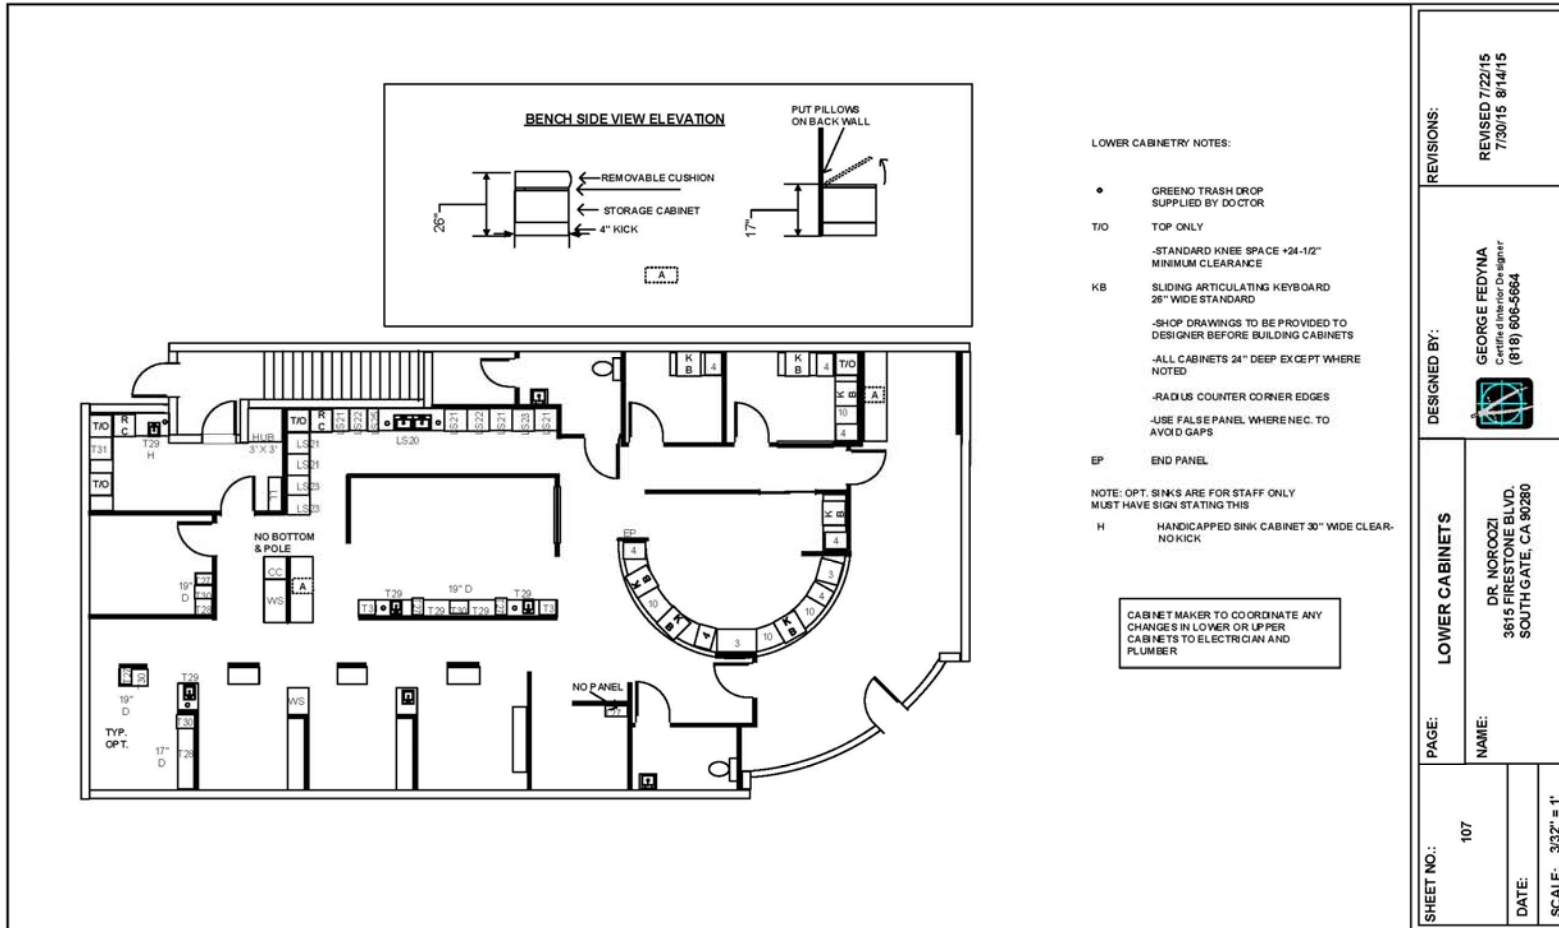 BENCH SIDE VIEW ELEVATION
PUT PILLOWS
ON BACK WALL
REMOVABLE CUSHION
STORAGE CABINET
4" KICK
26"
17"
A
LOWER CABINETRY NOTES:
GREENO TRASH DROP
SUPPLIED BY DOCTOR
T/O TOP ONLY
-STANDARD KNEE SPACE +24-1/2"
MINIMUM CLEARANCE
KB SLIDING ARTICULATING KEYBOARD
26" WIDE STANDARD
-SHOP DRAWINGS TO BE PROVIDED TO
DESIGNER BEFORE BUILDING CABINETS
-ALL CABINETS 24" DEEP EXCEPT WHERE
NOTED
-RADIUS COUNTER CORNER EDGES
-USE FALSE PANEL WHERE NEC. TO
AVOID GAPS
EP END PANEL
NOTE: OPT. SINKS ARE FOR STAFF ONLY
MUST HAVE SIGN STATING THIS
H HANDICAPPED SINK CABINET 30" WIDE CLEAR-
NO KICK
CABINET MAKER TO COORDINATE ANY
CHANGES IN LOWER OR UPPER
CABINETS TO ELECTRICIAN AND
PLUMBER
K B 4 K B 4 T/O
K B
A
10
4
T/O R C T/O R C LS21 LS22 LS21 LS22 LS21 LS23 LS21
T29
H
HUB
3' X 3'
LS20
T31
LS21
LS21
T/O
LS23
LS23
NO BOTTOM
& POLE
EP
K B
4
4
CC
A
WS
19"
D
T27
T30
T28
T29 19" D T29
T3 T29 T30 T29 T3
K B
10
K B
4
3
10
K B
10
4
3
T30
T29
19"
D
WS
NO PANEL
T30
TYP.
OPT.
17"
D
T28
REVISIONS:
REVISED 7/22/15
7/30/15 8/14/15
DESIGNED BY:
GEORGE FEDYNA
Certified Interior Designer
(818) 606-5664
PAGE:
LOWER CABINETS
NAME:
DR. NOROOZI
3615 FIRESTONE BLVD.
SOUTH GATE, CA 90280
SHEET NO.:
107
DATE:
SCALE: 3/32" = 1'